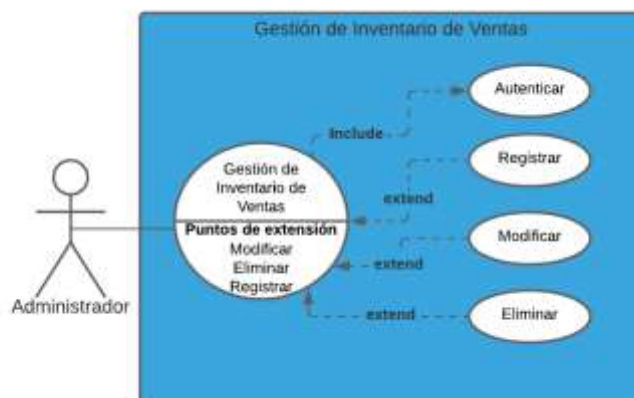 Gestión de Inventario de Ventas
Autenticar
Include
Registrar
extend
Gestión de
Inventario de
Ventas
Puntos de extensión
Modificar
Eliminar
Registrar
Modificar
extend
Eliminar
extend
Administrador